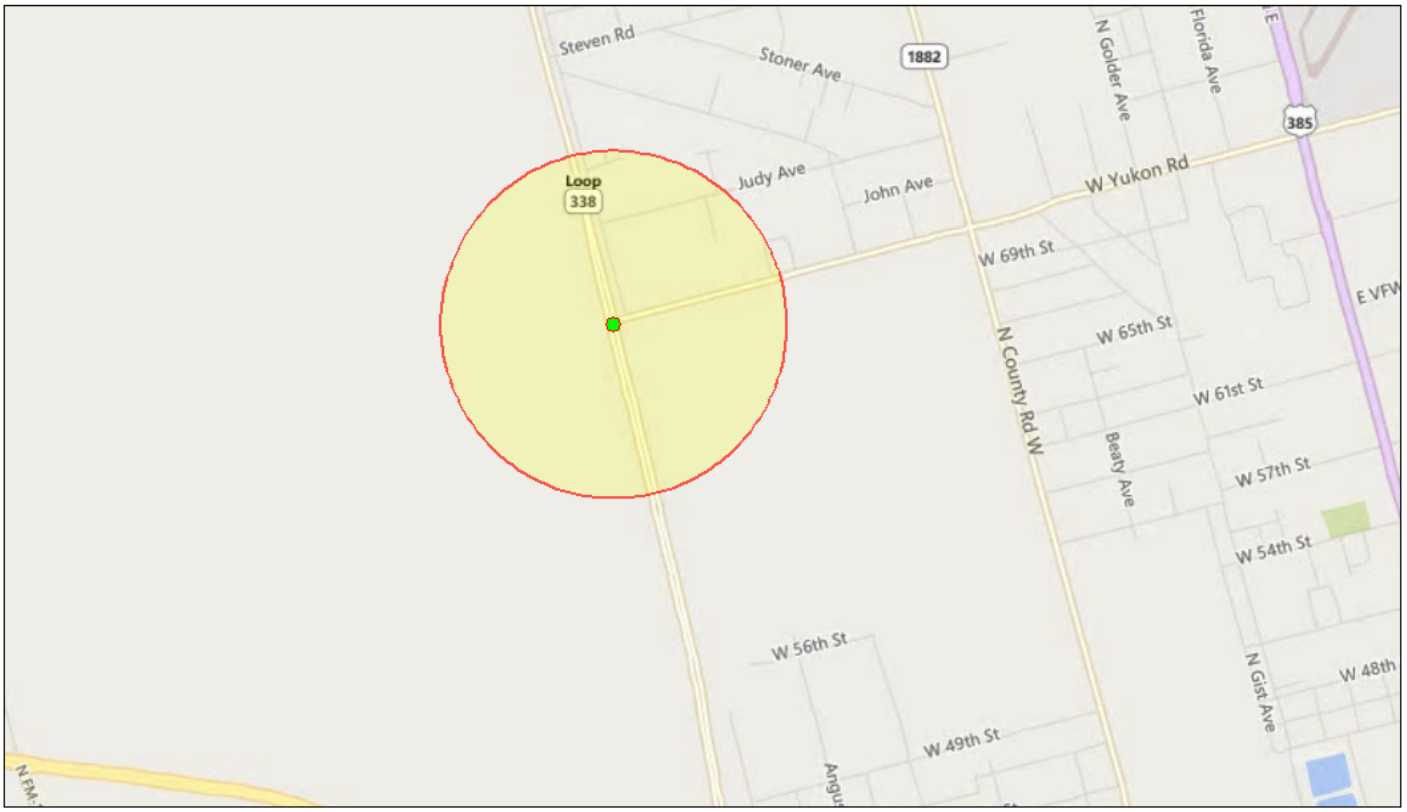 N E
Steven Rd
Stoner Ave
1882
N Golder Ave
Florida Ave
385
Loop
338
Judy Ave
John Ave
W Yukon Rd
W 69th St
E VFW
W 65th St
N County Rd W
W 61st St
Beaty Ave
W 57th St
W 54th St
W 56th St
N Gist Ave
W 48th
W 49th St
N FM-
Angus